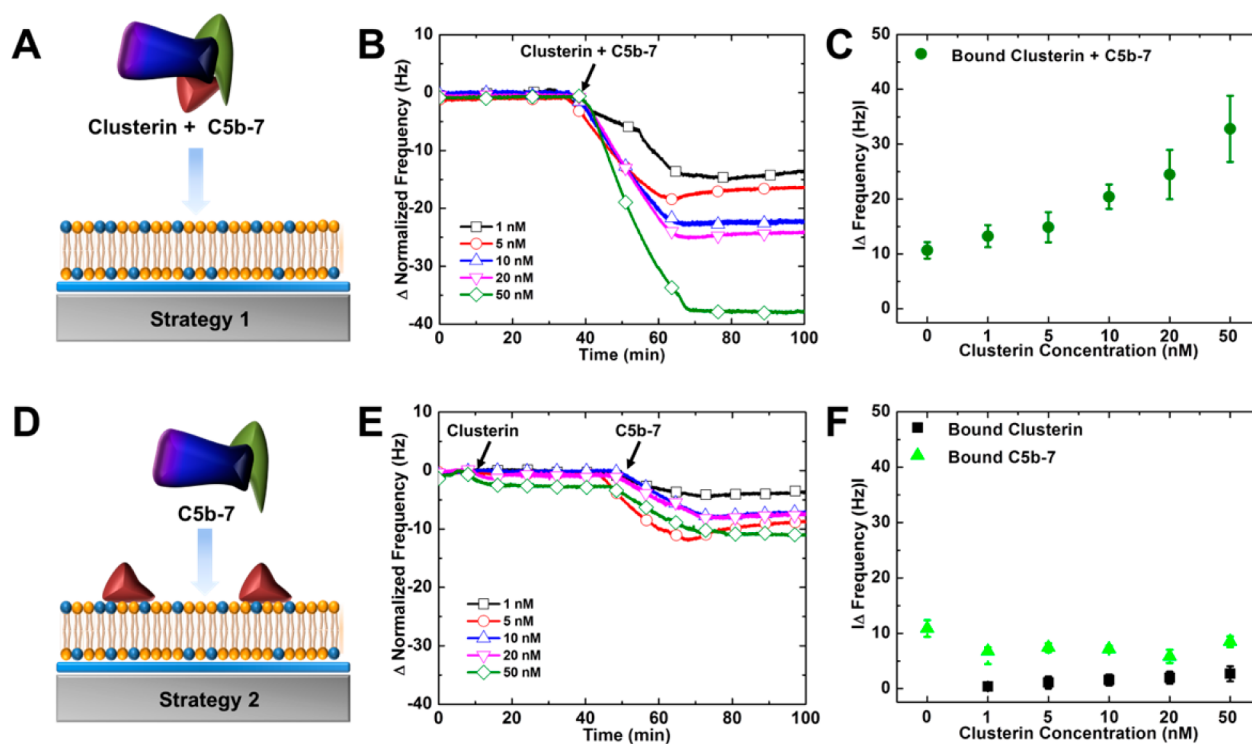 A
Clusterin + C5b-7
Strategy 1
B
Clusterin + C5b-7
10
0
-10
-20
-30
-40
Δ Normalized Frequency (Hz)
1 nM
5 nM
10 nM
20 nM
50 nM
0 20 40 60 80 100
Time (min)
C
Bound Clusterin + C5b-7
50
40
30
20
10
0
|Δ Frequency (Hz)|
0 1 5 10 20 50
Clusterin Concentration (nM)
D
C5b-7
Strategy 2
E
Clusterin
C5b-7
10
0
-10
-20
-30
-40
Δ Normalized Frequency (Hz)
1 nM
5 nM
10 nM
20 nM
50 nM
0 20 40 60 80 100
Time (min)
F
Bound Clusterin
Bound C5b-7
50
40
30
20
10
0
|Δ Frequency (Hz)|
0 1 5 10 20 50
Clusterin Concentration (nM)